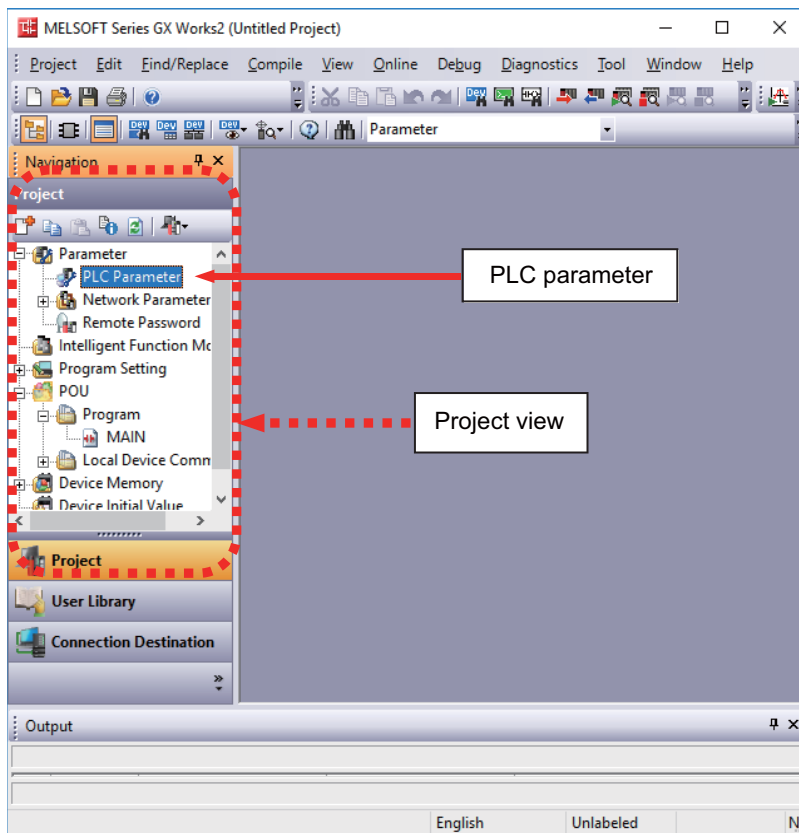 MELSOFT Series GX Works2 (Untitled Project)
Project Edit Find/Replace Compile View Online Debug Diagnostics Tool Window Help
Parameter
Navigation
Project
Parameter
PLC Parameter
PLC parameter
Network Parameter
Remote Password
Intelligent Function Mo
Program Setting
POU
Program
Project view
MAIN
Local Device Comm
Device Memory
Device Initial Value
Project
User Library
Connection Destination
Output
English Unlabeled N